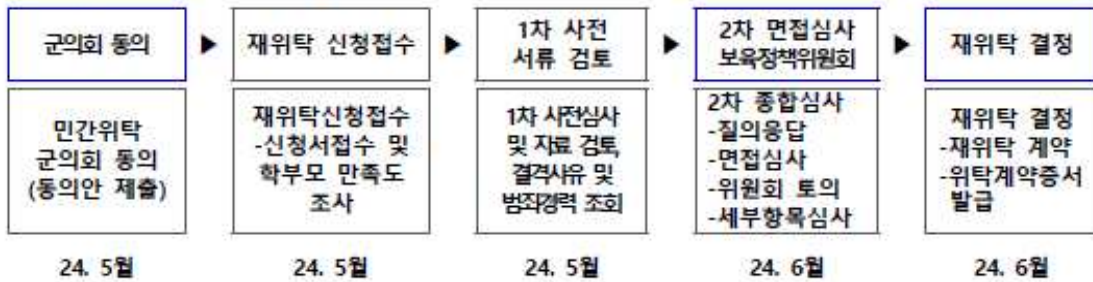 군의회 동의
▶
재위탁 신청접수
▶
1차 사전
서류 검토
▶
2차 면접심사
보육정책위원회
▶
재위탁 결정
민간위탁
군의회 동의
(동의안 제출)
재위탁신청접수
-신청서접수 및
학부모 만족도
조사
1차 사전심사
및 자료 검토,
결격사유 및
범죄경력 조회
2차 종합심사
-질의응답
-면접심사
-위원회 토의
-세부항목심사
재위탁 결정
-재위탁 계약
-위탁계약증서
발급
24. 5월
24. 5월
24. 5월
24. 6월
24. 6월